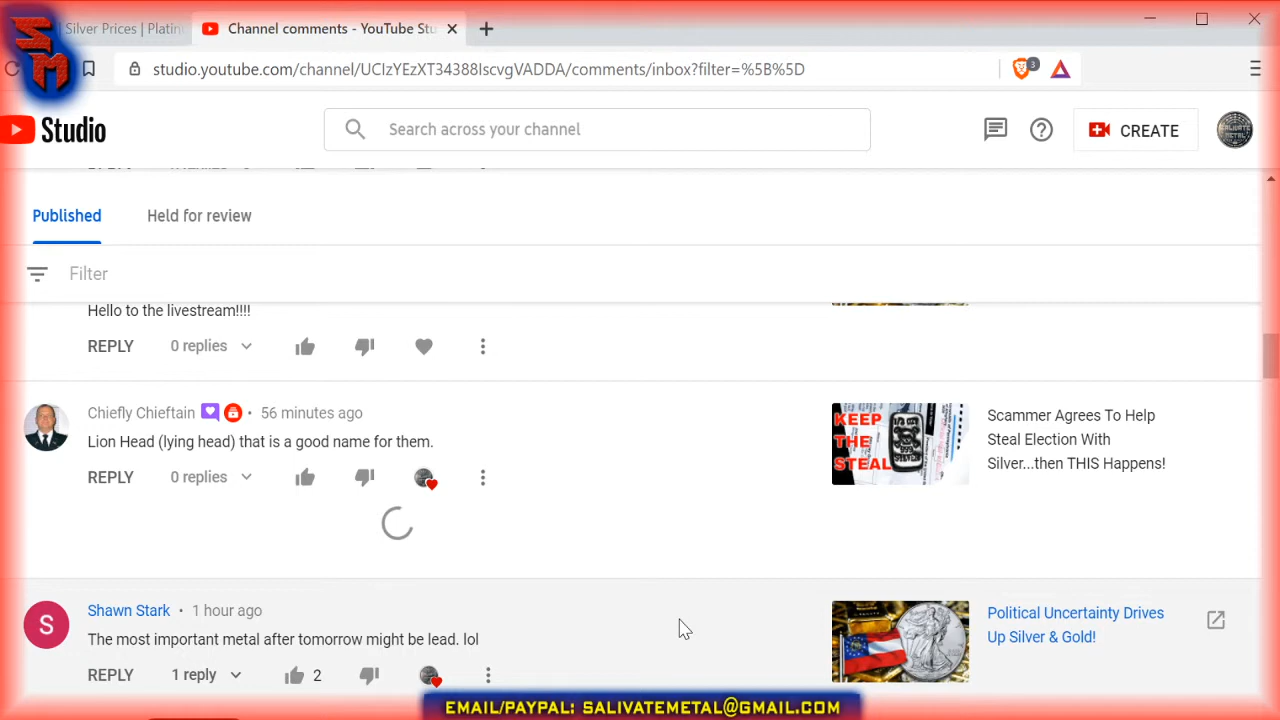 SM
Silver Prices | Platin
Channel comments - YouTube Stu
studio.youtube.com/channel/UCIzYEzXT34388IscvgVADDA/comments/inbox?filter=%5B%5D
3
Studio
Search across your channel
CREATE
Published
Held for review
Filter
Hello to the livestream!!!!
REPLY 0 replies
Chiefly Chieftain • 56 minutes ago
Lion Head (lying head) that is a good name for them.
REPLY 0 replies
KEEP
THE
STEAL
Scammer Agrees To Help
Steal Election With
Silver...then THIS Happens!
S
Shawn Stark • 1 hour ago
The most important metal after tomorrow might be lead. lol
REPLY 1 reply 2
Political Uncertainty Drives
Up Silver & Gold!
EMAIL/PAYPAL: SALIVATEMETAL@GMAIL.COM